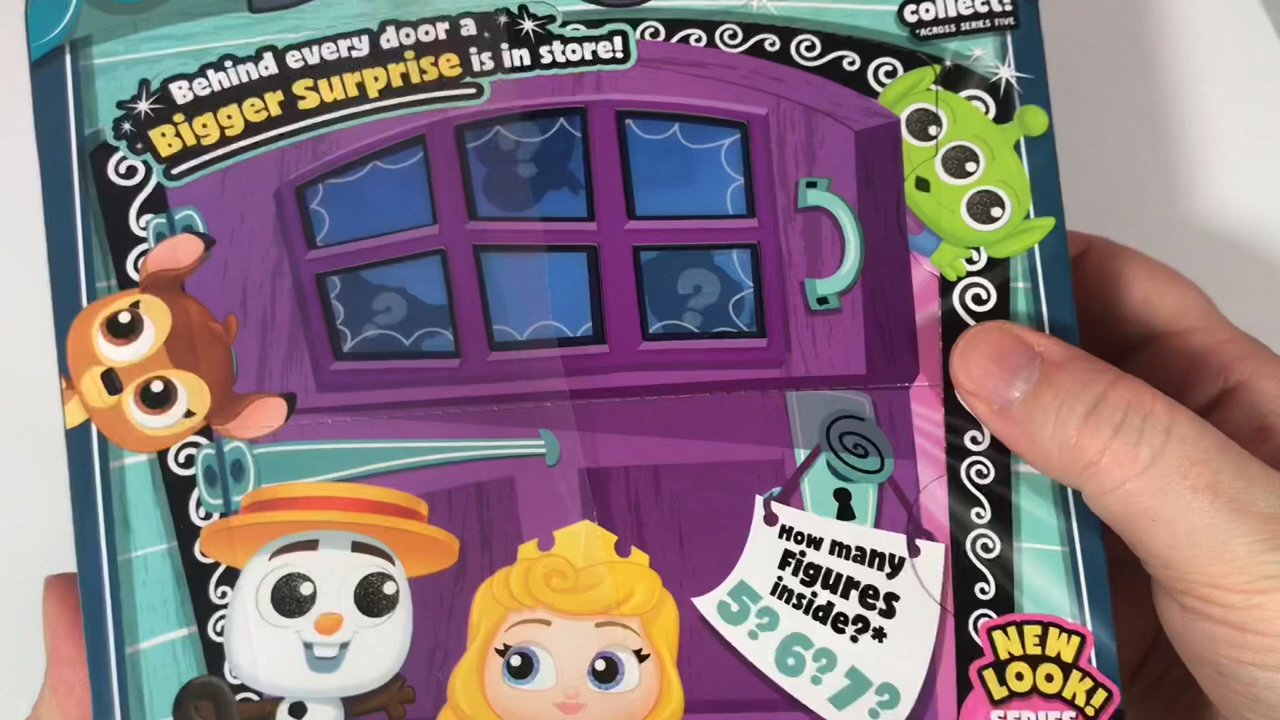 collect!
*ACROSS SERIES FIVE
Behind every door a
Bigger Surprise is in store!
?
?
?
How many
Figures
inside?*
5? 6? 7?
NEW
LOOK!
SERIES